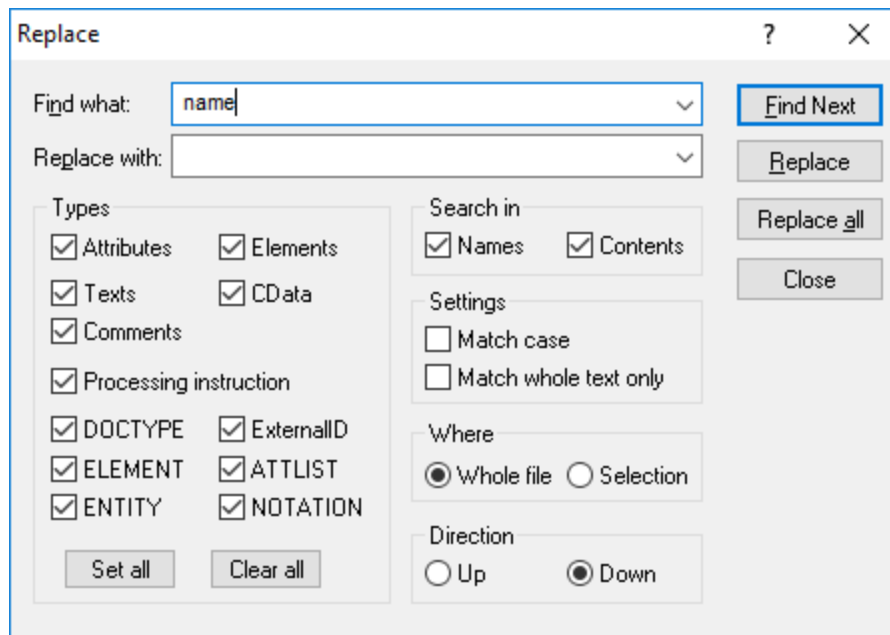 Replace ?
Find what: name Find Next
Replace with: Replace
Types Search in Replace all
Attributes Elements Names Contents
Texts CData Settings Close
Comments Match case
Processing instruction Match whole text only
DOCTYPE ExternalID Where
ELEMENT ATTLIST Whole file Selection
ENTITY NOTATION
Direction
Set all Clear all Up Down